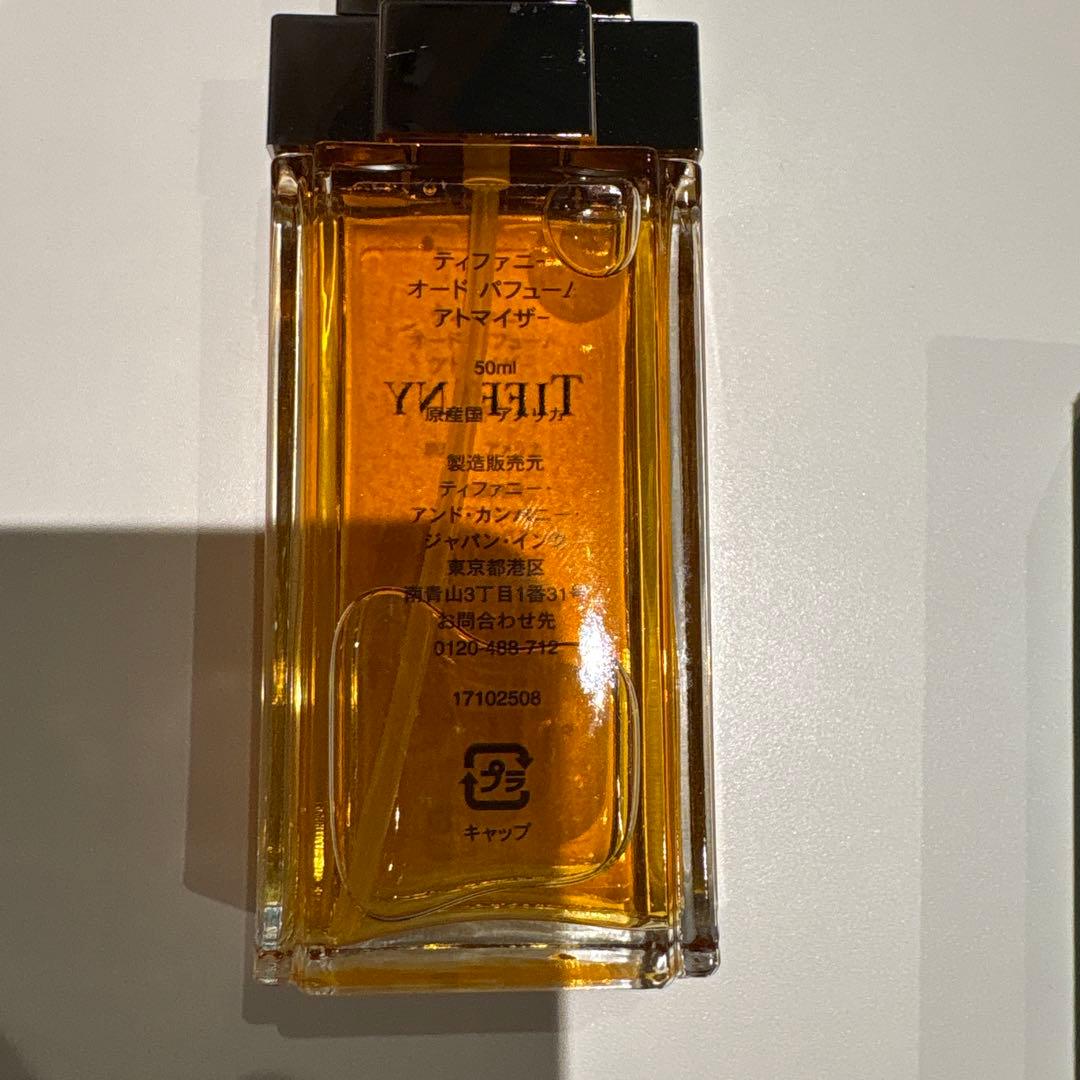 ティファニー
オード パフューム
アトマイザー
50ml
TIFFANY
原産国 アメリカ
製造販売元
ティファニー・
アンド・カンパニー・
ジャパン・インク
東京都港区
南青山3丁目1番31号
お問合わせ先
0120-488-712
17102508
プラ
キャップ